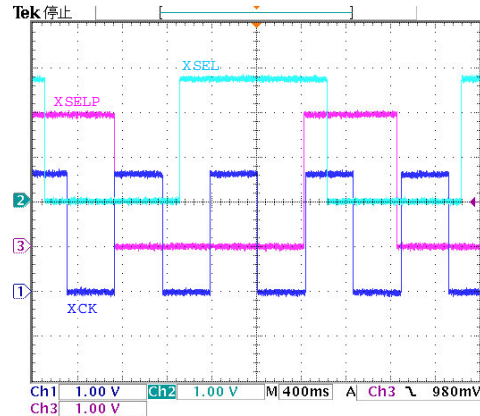 Tek 停止
XSEL
XSELP
2
3
1
XCK
Ch1 1.00 V Ch2 1.00 V M 400ms A Ch3 980mV
Ch3 1.00 V